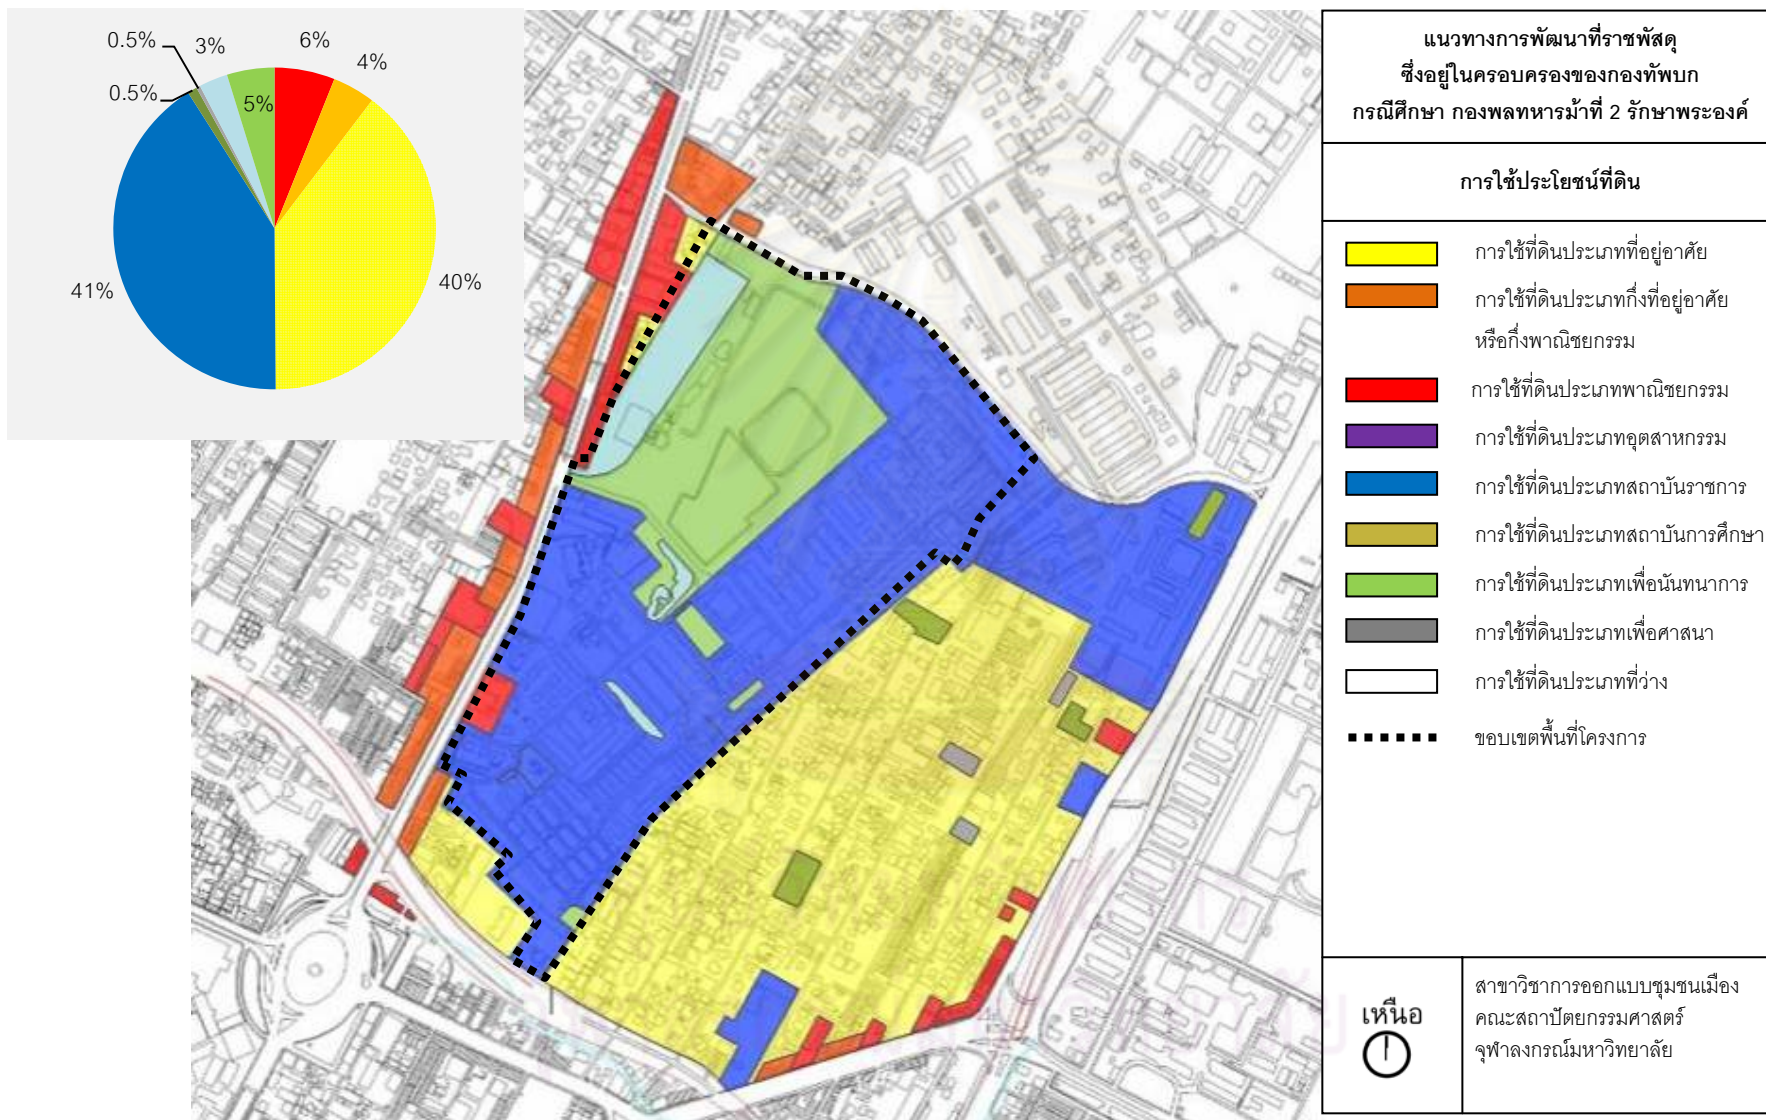 0.5%
3%
6%
4%
0.5%
5%
41%
40%
แนวทางการพัฒนาที่ราชพัสดุ
ซึ่งอยู่ในครอบครองของกองทัพบก
กรณีศึกษา กองพลทหารม้าที่ 2 รักษาพระองค์
การใช้ประโยชน์ที่ดิน
การใช้ที่ดินประเภทที่อยู่อาศัย
การใช้ที่ดินประเภทกึ่งที่อยู่อาศัย
หรือกึ่งพาณิชยกรรม
การใช้ที่ดินประเภทพาณิชยกรรม
การใช้ที่ดินประเภทอุตสาหกรรม
การใช้ที่ดินประเภทสถาบันราชการ
การใช้ที่ดินประเภทสถาบันการศึกษา
การใช้ที่ดินประเภทเพื่อนันทนาการ
การใช้ที่ดินประเภทเพื่อศาสนา
การใช้ที่ดินประเภทที่ว่าง
ขอบเขตพื้นที่โครงการ
เหนือ
สาขาวิชาการออกแบบชุมชนเมือง
คณะสถาปัตยกรรมศาสตร์
จุฬาลงกรณ์มหาวิทยาลัย